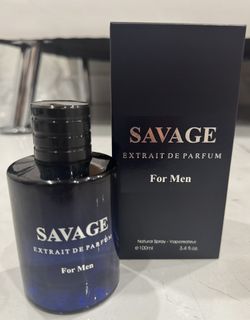 SAVAGE
EXTRAIT DE PARFUM
For Men
Natural Spray - Vaporisateur
℮100ml 3.4 fl.oz.
SAVAGE
EXTRAIT DE PARFUM
For Men